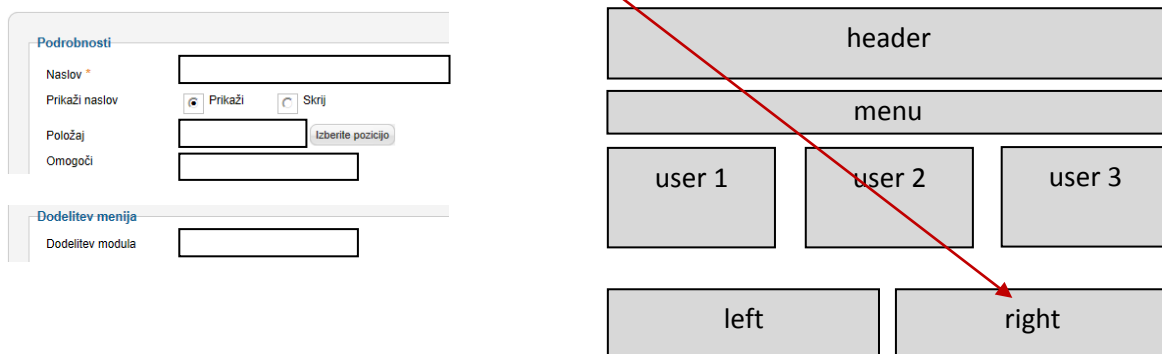 Podrobnosti
Naslov *
Prikaži naslov Prikaži Skrij
Položaj Izberite pozicijo
Omogoči
Dodelitev menija
Dodelitev modula
header
menu
user 1 user 2 user 3
left right